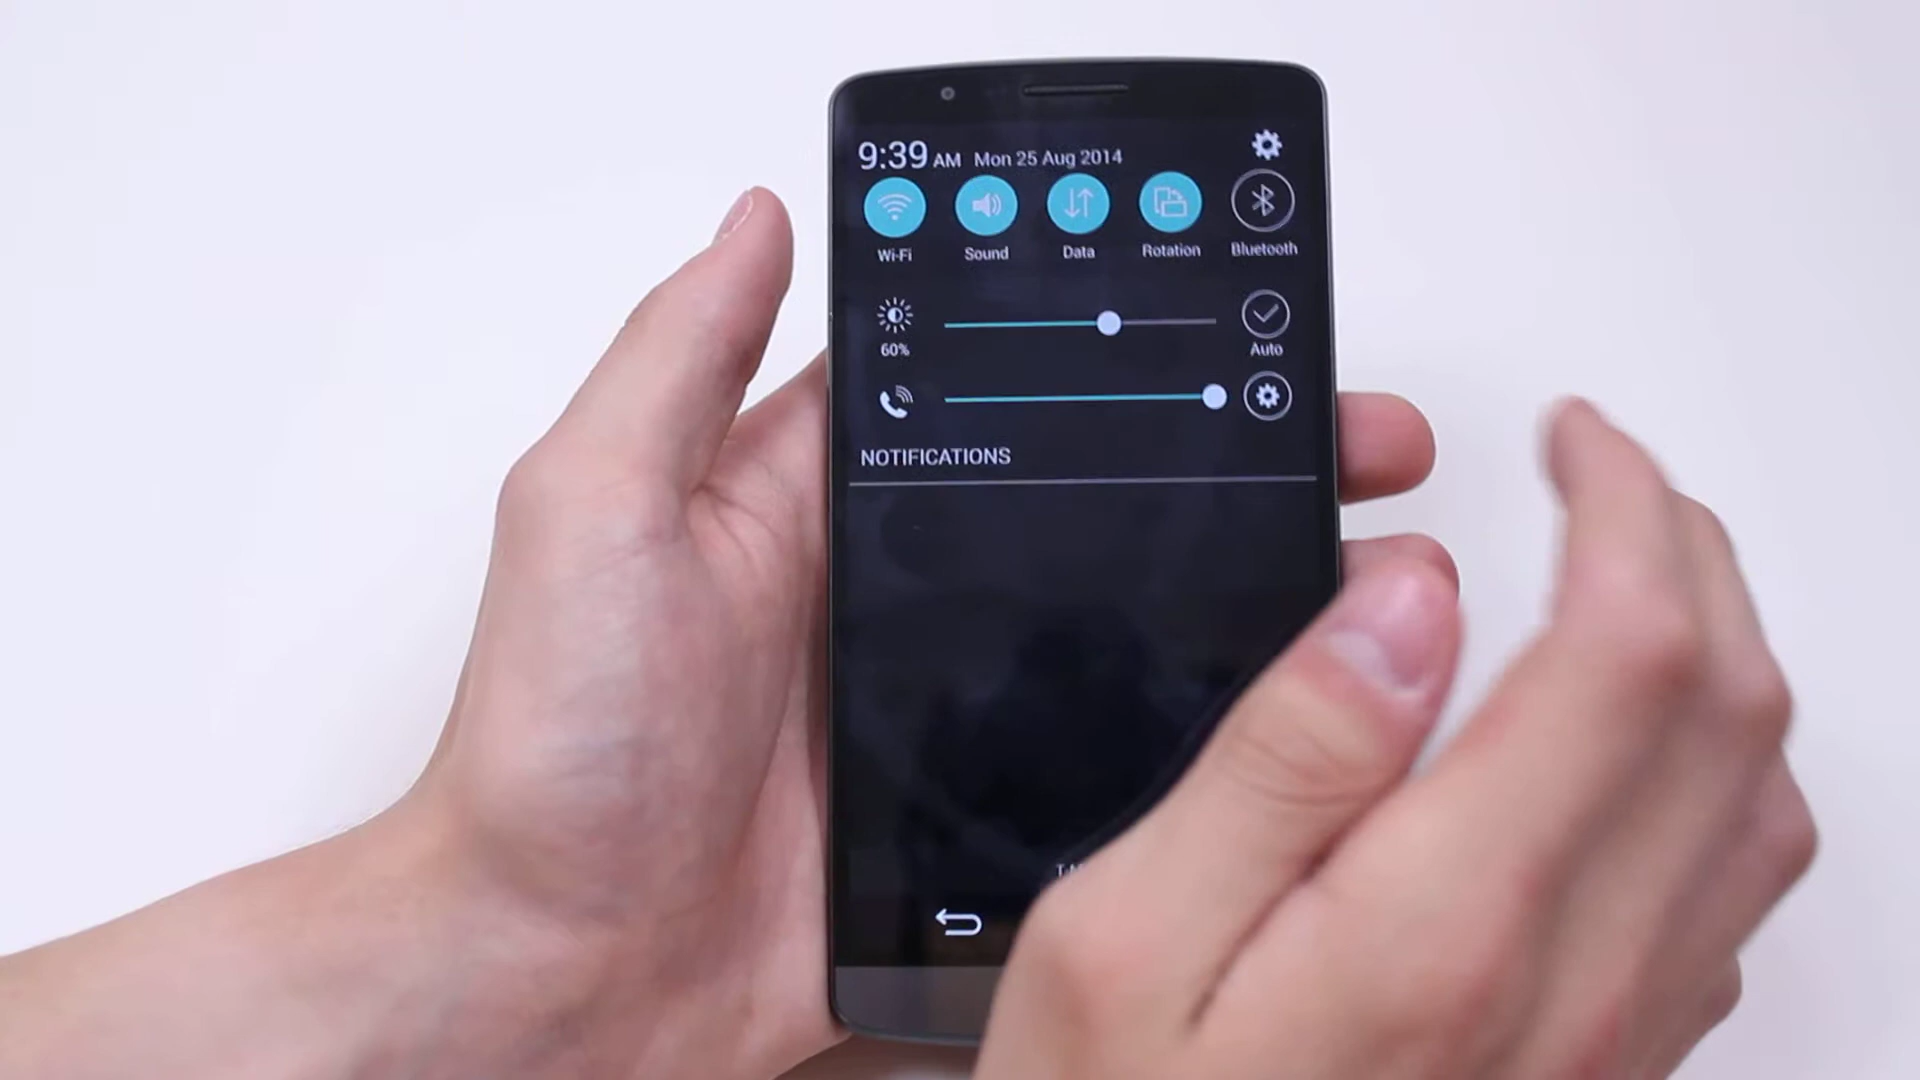 9:39 AM Mon 25 Aug 2014
Wi-Fi Sound Data Rotation Bluetooth
60% Auto
NOTIFICATIONS